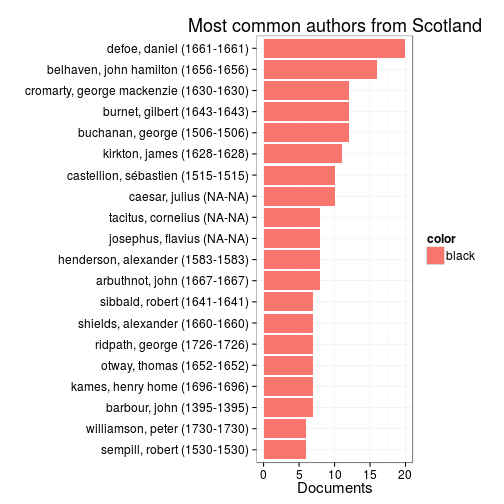 Most common authors from Scotland
defoe, daniel (1661-1661)
belhaven, john hamilton (1656-1656)
cromarty, george mackenzie (1630-1630)
burnet, gilbert (1643-1643)
buchanan, george (1506-1506)
kirkton, james (1628-1628)
castellion, sébastien (1515-1515)
caesar, julius (NA-NA)
tacitus, cornelius (NA-NA)
josephus, flavius (NA-NA)
henderson, alexander (1583-1583)
arbuthnot, john (1667-1667)
sibbald, robert (1641-1641)
shields, alexander (1660-1660)
ridpath, george (1726-1726)
otway, thomas (1652-1652)
kames, henry home (1696-1696)
barbour, john (1395-1395)
williamson, peter (1730-1730)
sempill, robert (1530-1530)
0 5 10 15 20
Documents
color
black